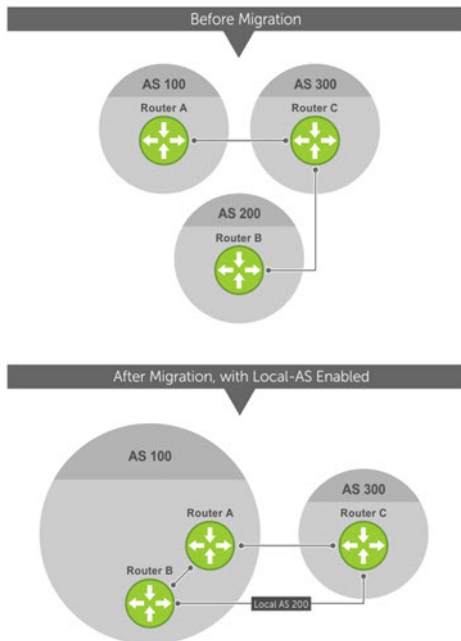 Before Migration
AS 100
AS 300
Router A
Router C
AS 200
Router B
After Migration, with Local-AS Enabled
AS 100
AS 300
Router A
Router C
Router B
Local AS 200